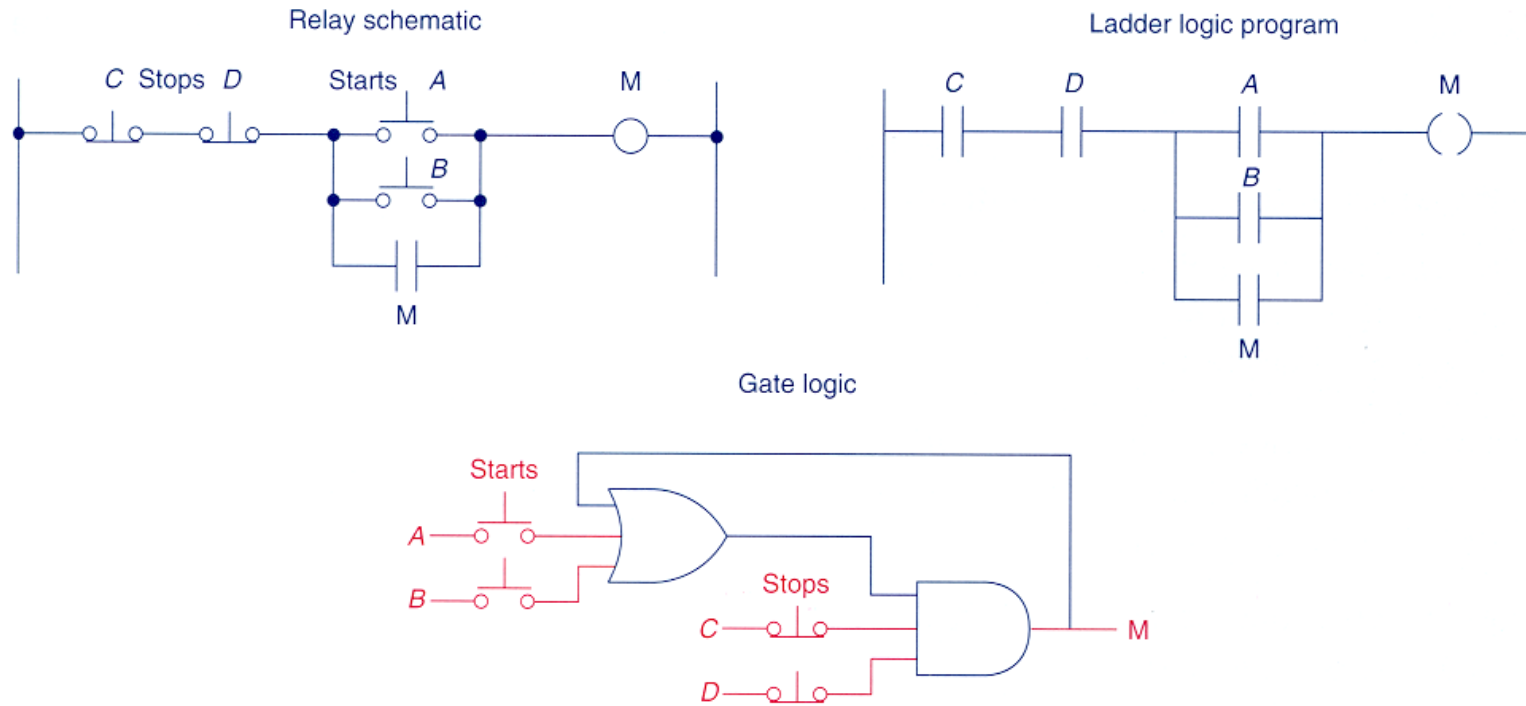 Relay schematic
C Stops D
Starts A
M
B
M
Ladder logic program
C
D
A
M
B
M
Gate logic
Starts
A
B
Stops
C
M
D